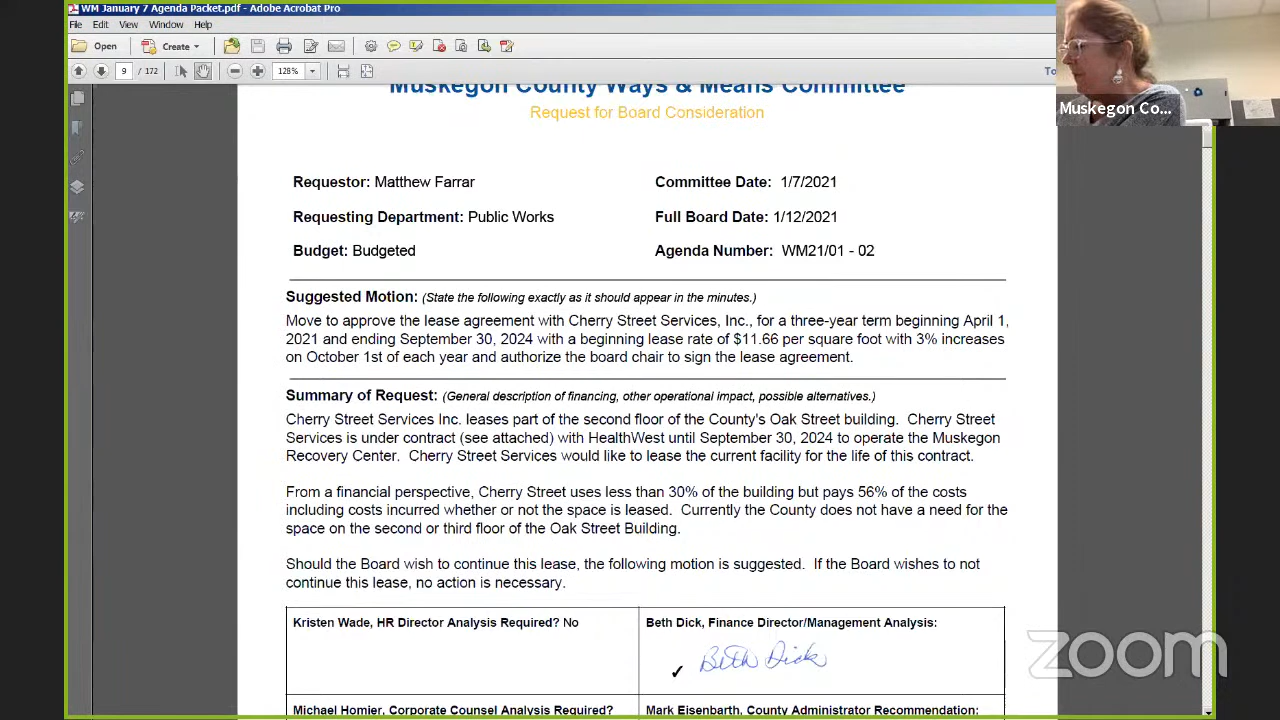 WM January 7 Agenda Packet.pdf - Adobe Acrobat Pro
File Edit View Window Help
Open Create
9 / 172 128% To
Muskegon Co...
Muskegon County Ways & Means Committee
Request for Board Consideration
Requestor: Matthew Farrar Committee Date: 1/7/2021
Requesting Department: Public Works Full Board Date: 1/12/2021
Budget: Budgeted Agenda Number: WM21/01 - 02
Suggested Motion: (State the following exactly as it should appear in the minutes.)
Move to approve the lease agreement with Cherry Street Services, Inc., for a three-year term beginning April 1,
2021 and ending September 30, 2024 with a beginning lease rate of $11.66 per square foot with 3% increases
on October 1st of each year and authorize the board chair to sign the lease agreement.
Summary of Request: (General description of financing, other operational impact, possible alternatives.)
Cherry Street Services Inc. leases part of the second floor of the County's Oak Street building. Cherry Street
Services is under contract (see attached) with HealthWest until September 30, 2024 to operate the Muskegon
Recovery Center. Cherry Street Services would like to lease the current facility for the life of this contract.
From a financial perspective, Cherry Street uses less than 30% of the building but pays 56% of the costs
including costs incurred whether or not the space is leased. Currently the County does not have a need for the
space on the second or third floor of the Oak Street Building.
Should the Board wish to continue this lease, the following motion is suggested. If the Board wishes to not
continue this lease, no action is necessary.
Kristen Wade, HR Director Analysis Required? No Beth Dick, Finance Director/Management Analysis:
✓ Beth Dick
Michael Homier, Corporate Counsel Analysis Required? Mark Eisenbarth, County Administrator Recommendation:
zoom